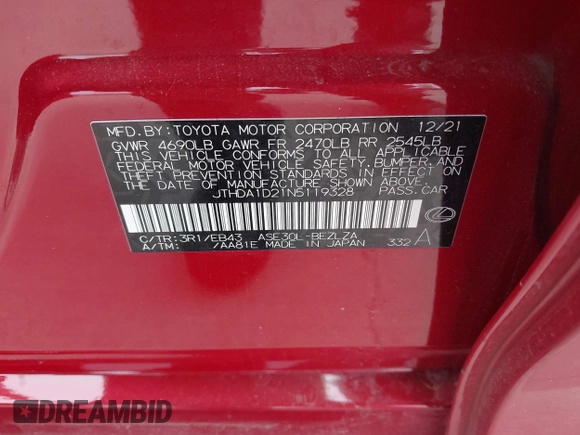 MFD.BY:TOYOTA MOTOR CORPORATION 12/21
GVWR 4690LB GAWR FR 2470LB RR 2545LB
THIS VEHICLE CONFORMS TO ALL APPLICABLE
FEDERAL MOTOR VEHICLE SAFETY,BUMPER,AND
THEFT PREVENTION STANDARDS IN EFFECT ON
THE DATE OF MANUFACTURE SHOWN ABOVE.
JTHDA1D21N5119328 PASS.CAR
C/TR:3R1/EB43 ASE30L-BEZLZA
A/TM: /AA81E MADE IN JAPAN 332 A
DREAMBID